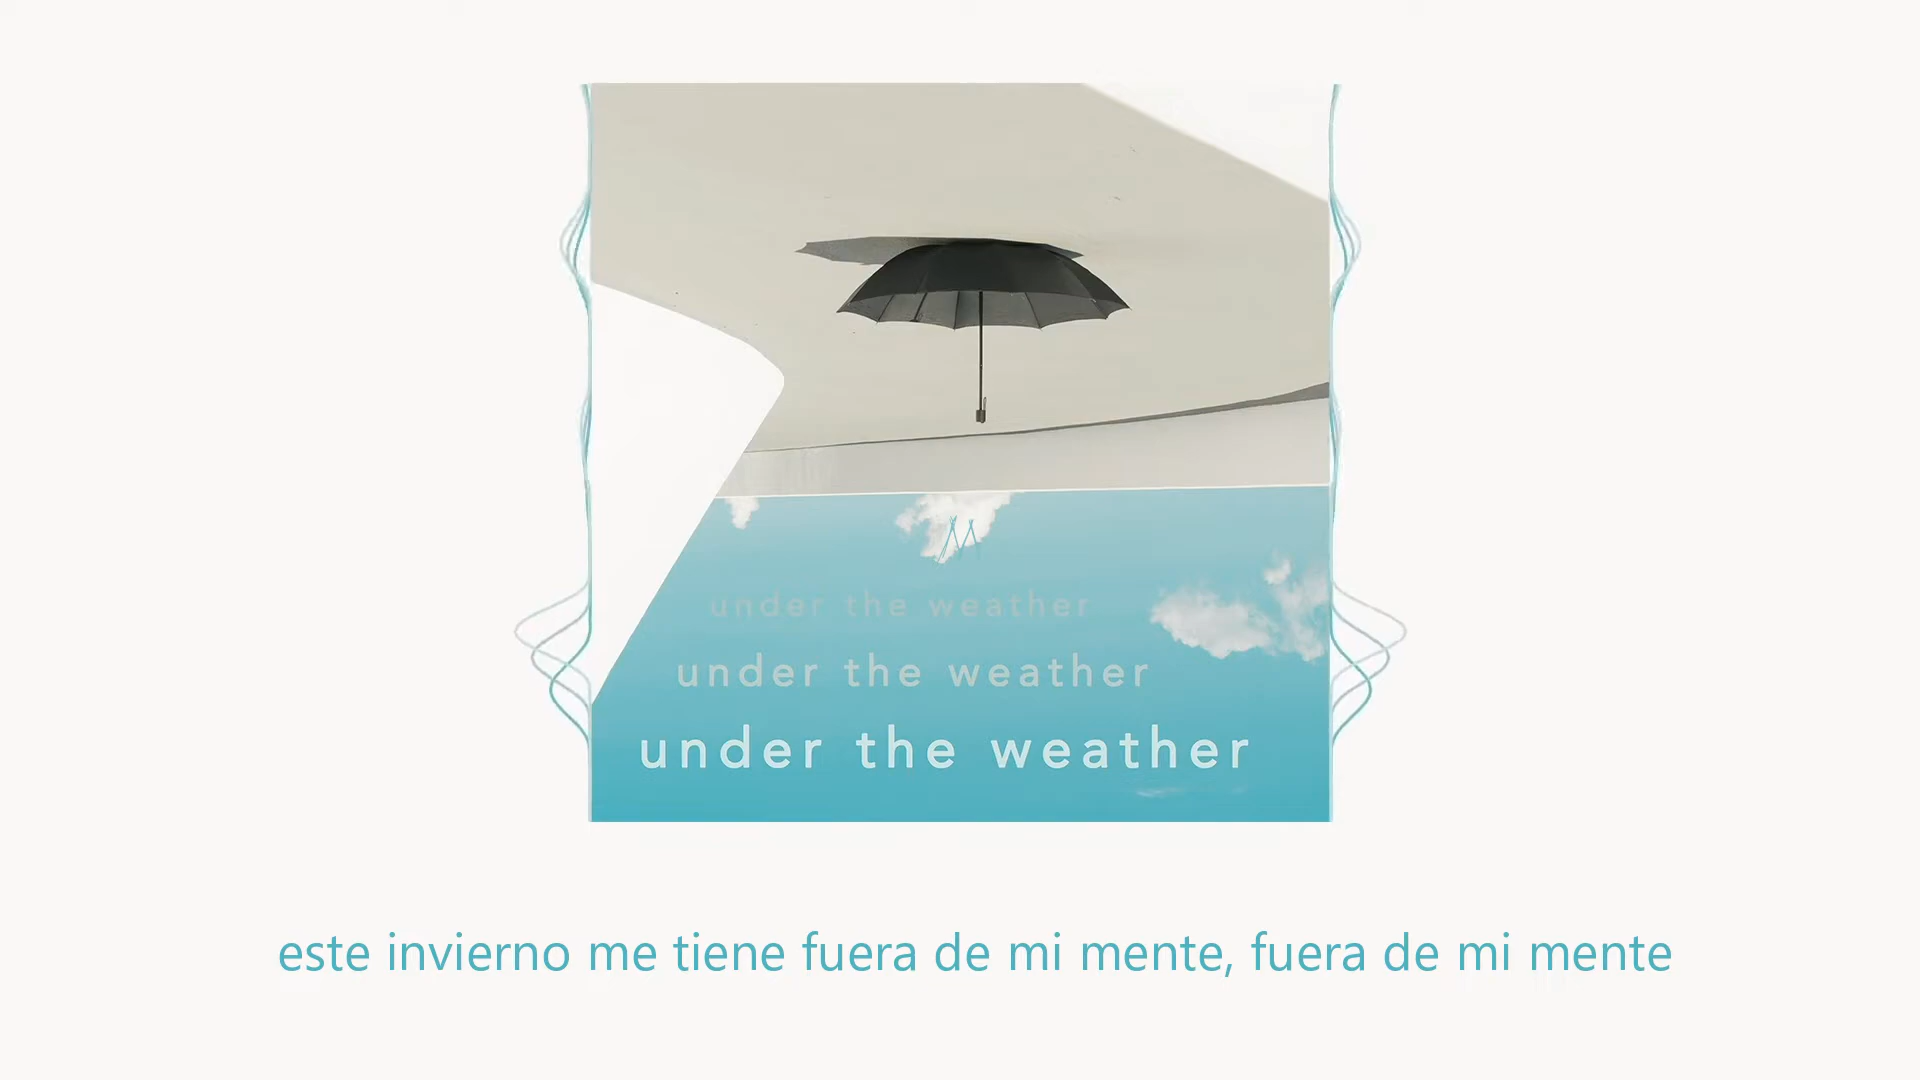 under the weather
under the weather
under the weather
este invierno me tiene fuera de mi mente, fuera de mi mente